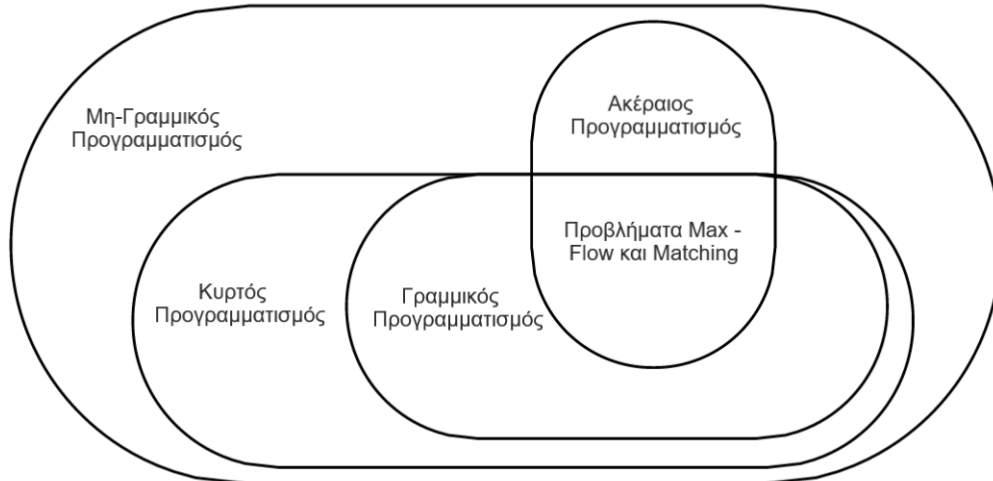 Μη-Γραμμικός
Προγραμματισμός
Ακέραιος
Προγραμματισμός
Προβλήματα Max -
Flow και Matching
Κυρτός
Προγραμματισμός
Γραμμικός
Προγραμματισμός